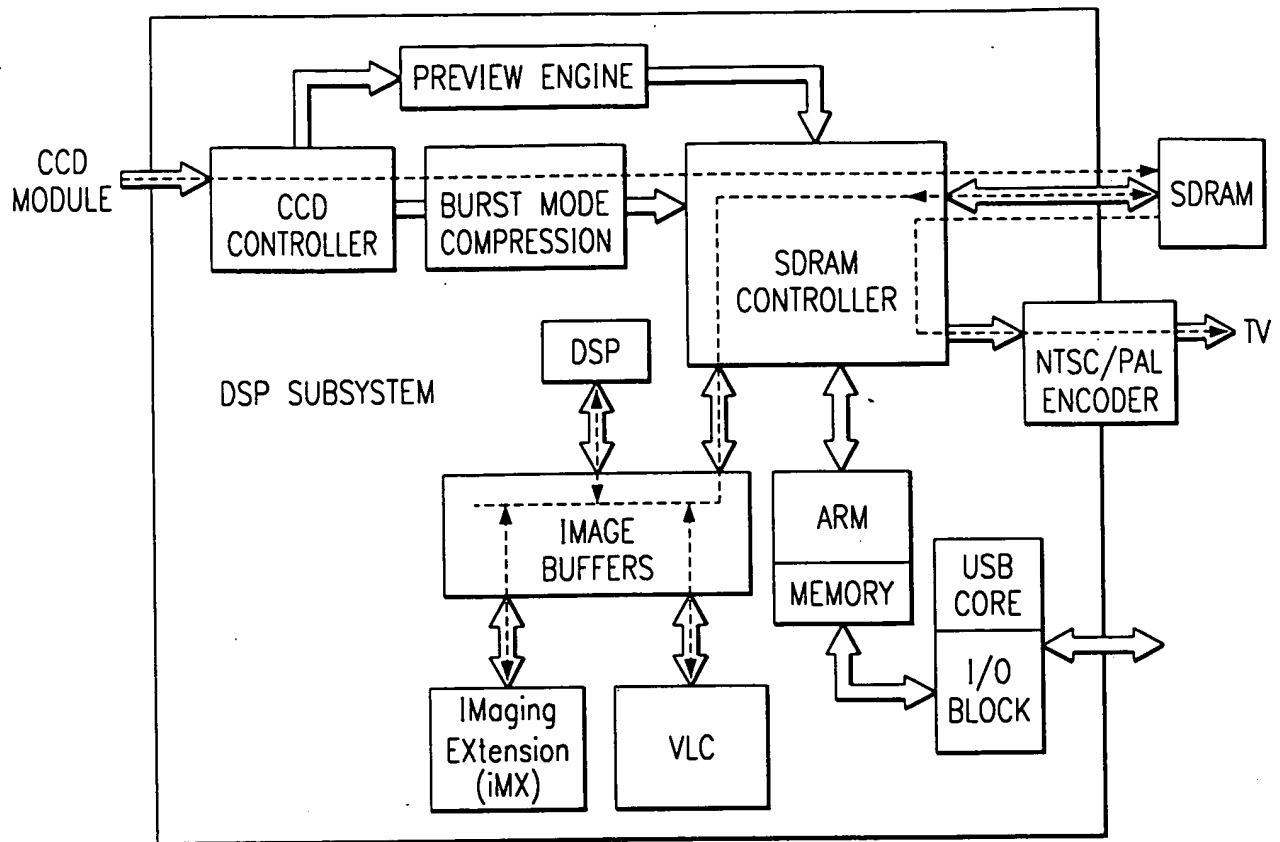 PREVIEW ENGINE
CCD
MODULE
CCD
CONTROLLER
BURST MODE
COMPRESSION
SDRAM
CONTROLLER
SDRAM
NTSC/PAL
ENCODER
TV
DSP
DSP SUBSYSTEM
IMAGE
BUFFERS
ARM
MEMORY
USB
CORE
I/O
BLOCK
IMaging
EXtension
(iMX)
VLC